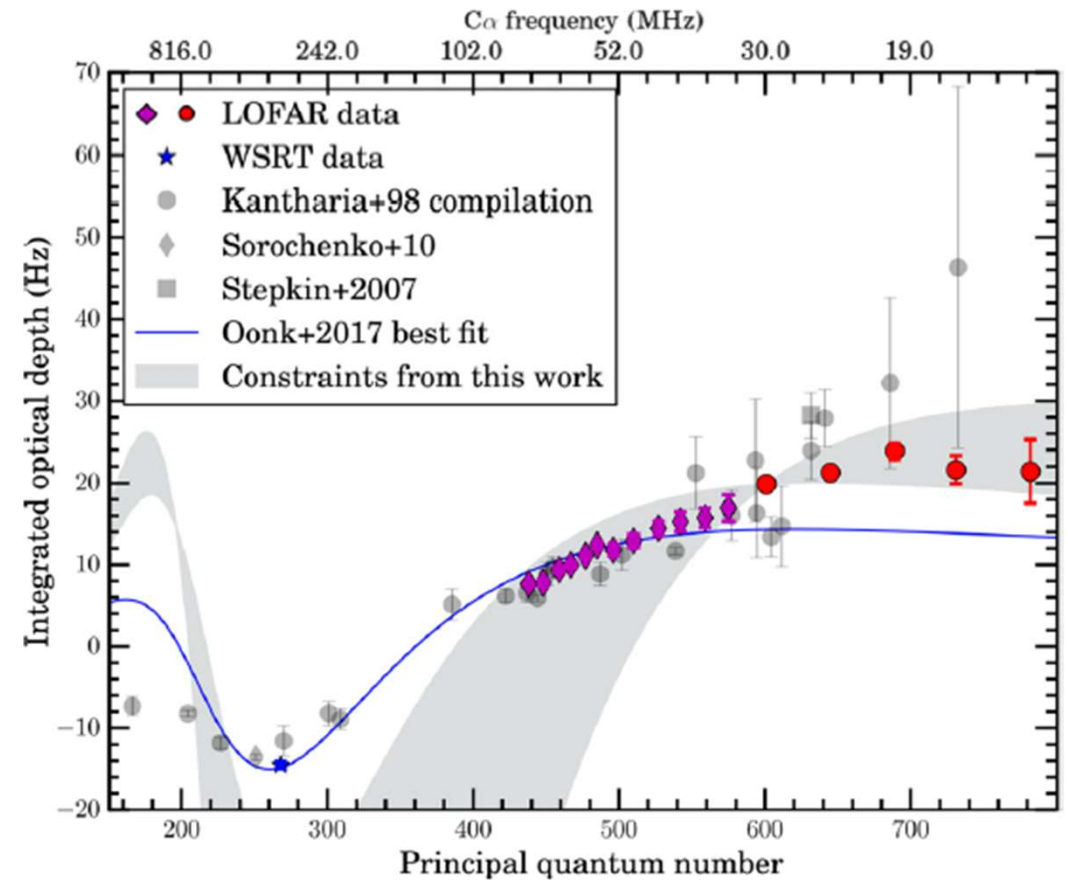 Cα frequency (MHz)
816.0 242.0 102.0 52.0 30.0 19.0
70
60
50
40
30
20
10
0
−10
−20
Integrated optical depth (Hz)
LOFAR data
WSRT data
Kantharia+98 compilation
Sorochenko+10
Stepkin+2007
Oonk+2017 best fit
Constraints from this work
200 300 400 500 600 700
Principal quantum number